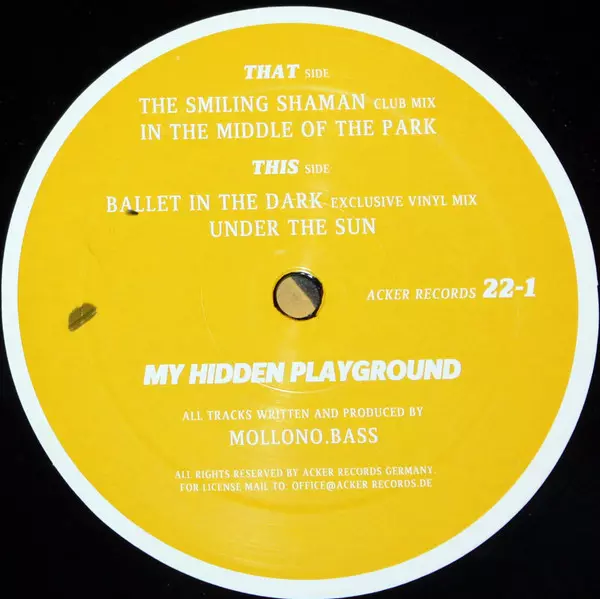 THAT SIDE
THE SMILING SHAMAN CLUB MIX
IN THE MIDDLE OF THE PARK
THIS SIDE
BALLET IN THE DARK EXCLUSIVE VINYL MIX
UNDER THE SUN
ACKER RECORDS 22-1
MY HIDDEN PLAYGROUND
ALL TRACKS WRITTEN AND PRODUCED BY
MOLLONO.BASS
ALL RIGHTS RESERVED BY ACKER RECORDS GERMANY.
FOR LICENSE MAIL TO: OFFICE@ACKER RECORDS.DE